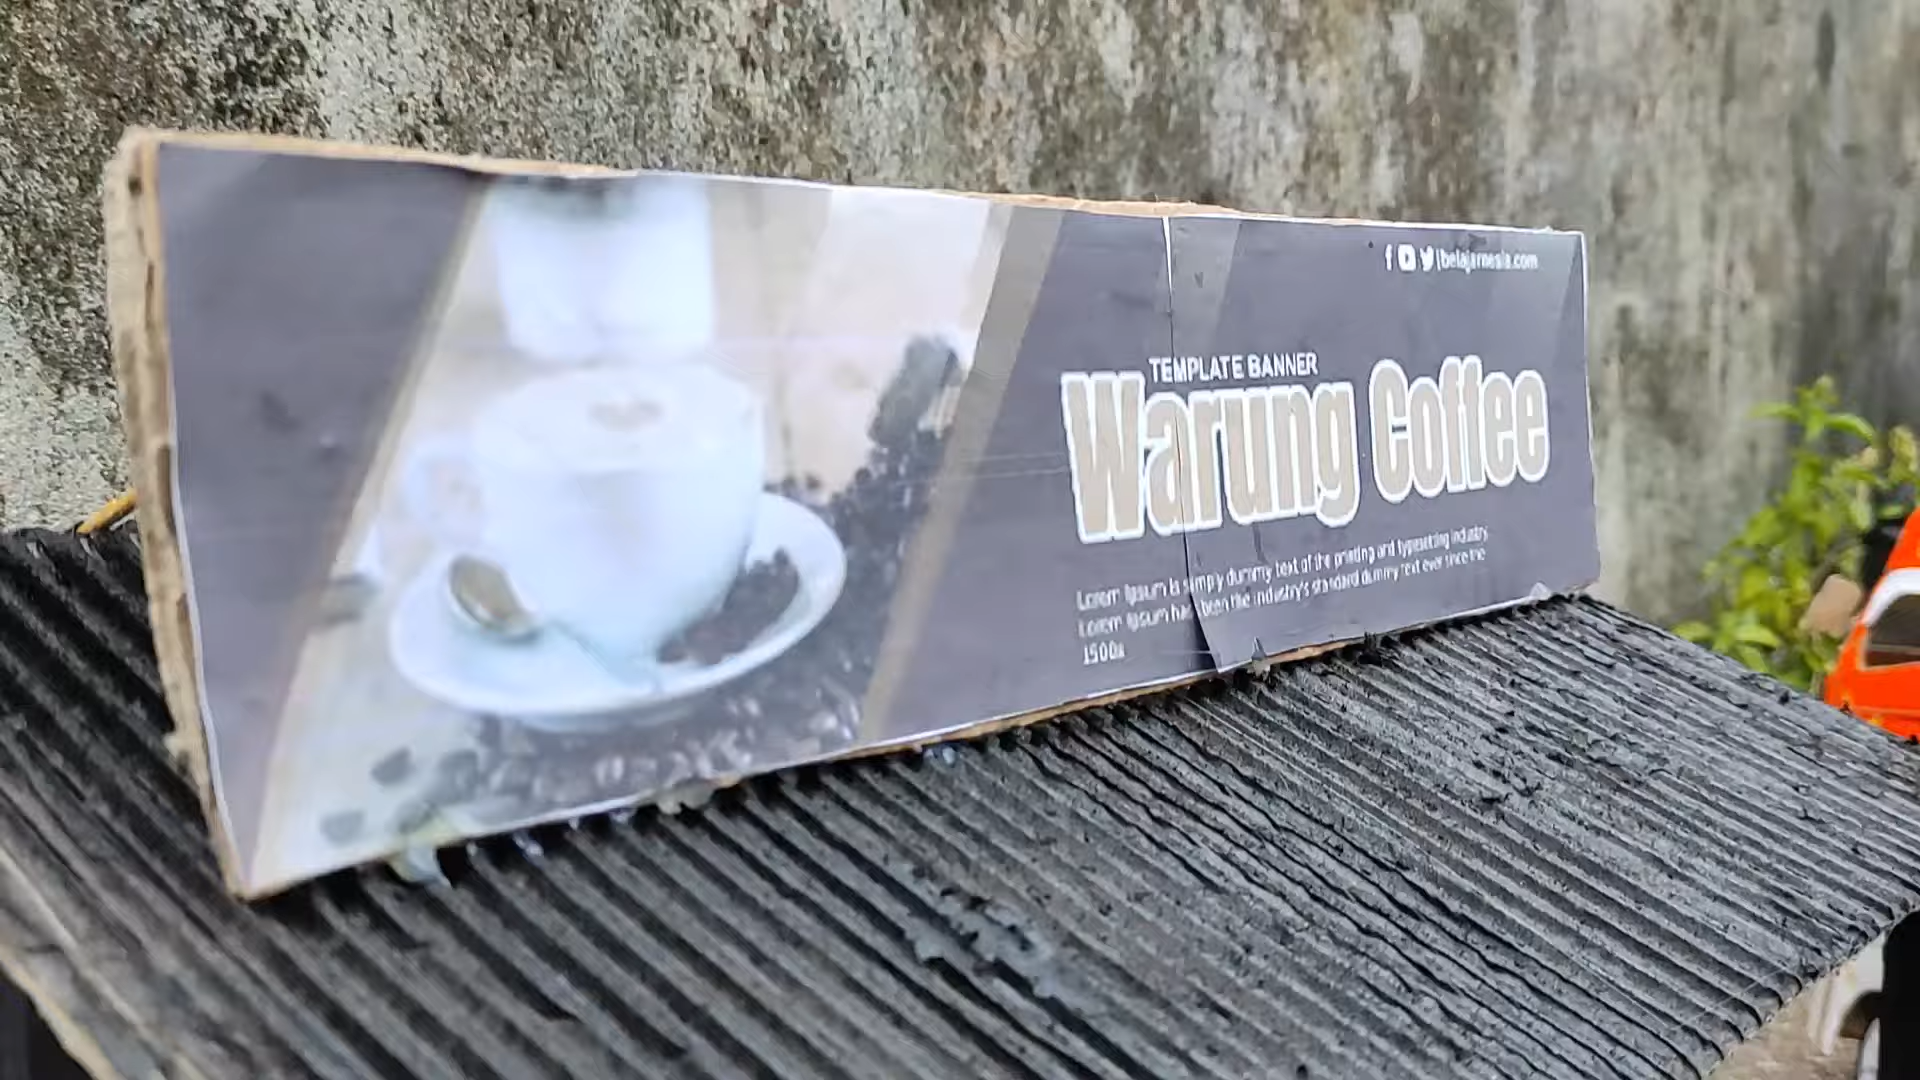 belajarnesia.com
TEMPLATE BANNER
Warung Coffee
Lorem Ipsum is simply dummy text of the printing and typesetting industry
Lorem Ipsum has been the industry's standard dummy text ever since the
1500s